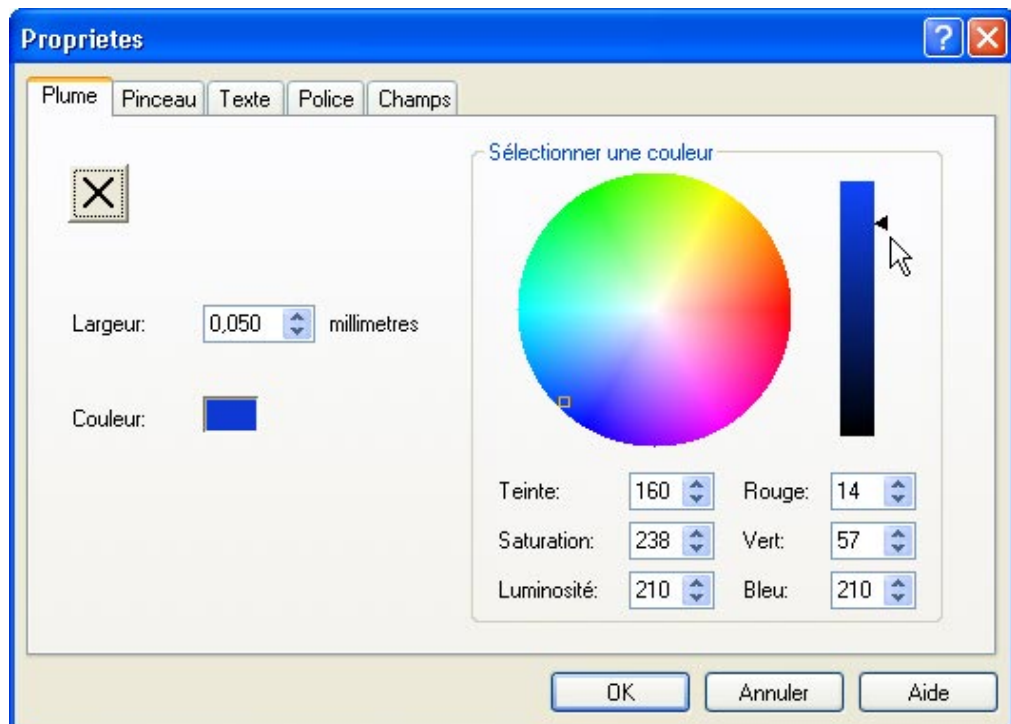 Proprietes
Plume Pinceau Texte Police Champs
Sélectionner une couleur
Largeur: 0,050 millimetres
Couleur:
Teinte: 160 Rouge: 14
Saturation: 238 Vert: 57
Luminosité: 210 Bleu: 210
OK Annuler Aide